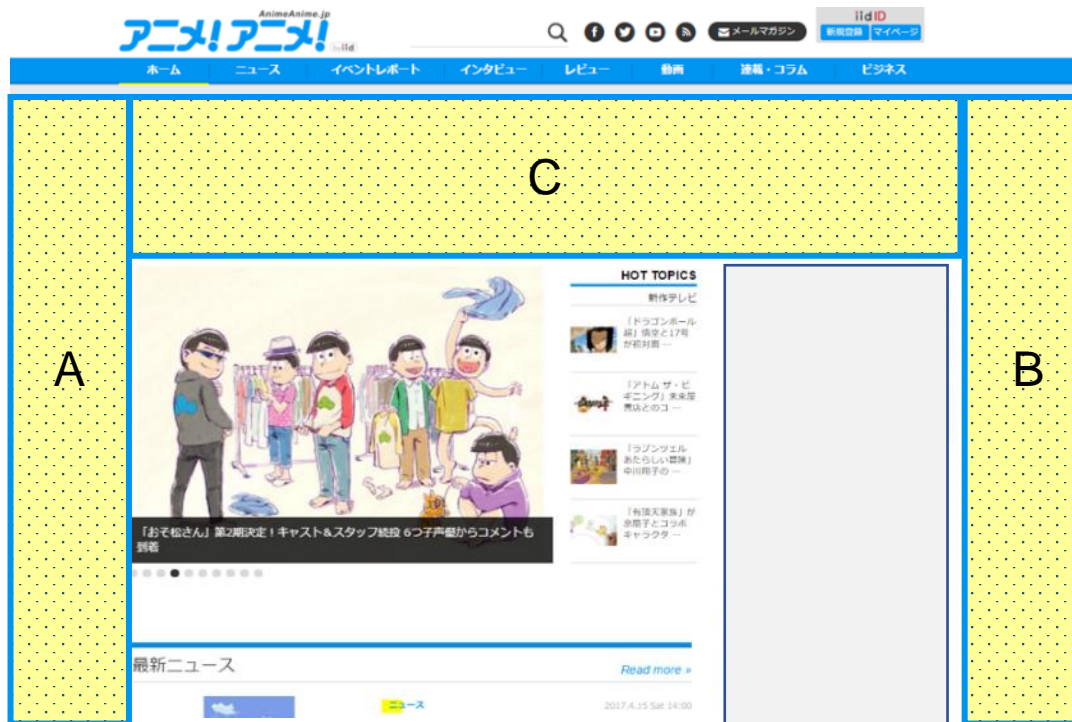 AnimeAnime.jp
アニメ!アニメ!
by iid
メールマガジン
iid ID
新規登録 マイページ
ホーム ニュース イベントレポート インタビュー レビュー 動画 連載・コラム ビジネス
C
A
B
HOT TOPICS
新作テレビ
「ドラゴンボール
超」悟空と17号
が初対面 …
「アトム ザ・ビ
ギニング」未来屋
書店とのコ …
「ラプンツェル
あたらしい冒険」
中川翔子の …
「有頂天家族」が
京扇子とコラボ
キャラクタ …
「おそ松さん」第2期決定!キャスト&スタッフ続投 6つ子声優からコメントも
到着
最新ニュース
Read more »
ニュース
2017.4.15 Sat 14:00